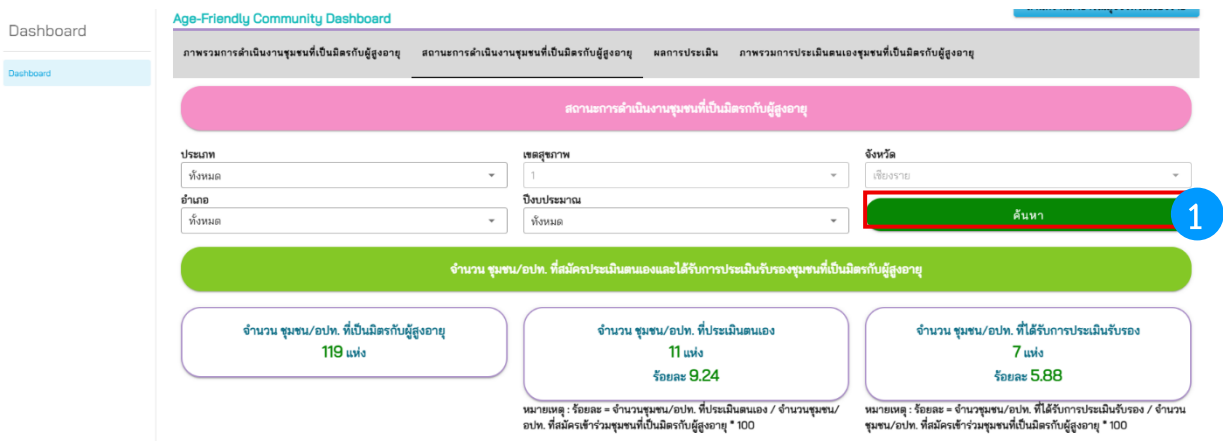 Dashboard
Dashboard
Age-Friendly Community Dashboard
ภาพรวมการดำเนินงานชุมชนที่เป็นมิตรกับผู้สูงอายุ สถานะการดำเนินงานชุมชนที่เป็นมิตรกับผู้สูงอายุ ผลการประเมิน ภาพรวมการประเมินตนเองชุมชนที่เป็นมิตรกับผู้สูงอายุ
สถานะการดำเนินงานชุมชนที่เป็นมิตรกกับผู้สูงอายุ
ประเภท เขตสุขภาพ จังหวัด
ทั้งหมด 1 เชียงราย
อำเภอ ปีงบประมาณ
ทั้งหมด ทั้งหมด ค้นหา 1
จำนวน ชุมชน/อปท. ที่สมัครประเมินตนเองและได้รับการประเมินรับรองชุมชนที่เป็นมิตรกับผู้สูงอายุ
จำนวน ชุมชน/อปท. ที่เป็นมิตรกับผู้สูงอายุ
119 แห่ง
จำนวน ชุมชน/อปท. ที่ประเมินตนเอง
11 แห่ง
ร้อยละ 9.24
จำนวน ชุมชน/อปท. ที่ได้รับการประเมินรับรอง
7 แห่ง
ร้อยละ 5.88
หมายเหตุ : ร้อยละ = จำนวนชุมชน/อปท. ที่ประเมินตนเอง / จำนวนชุมชน/
อปท. ที่สมัครเข้าร่วมชุมชนที่เป็นมิตรกับผู้สูงอายุ * 100
หมายเหตุ : ร้อยละ = จำนวชุมชน/อปท. ที่ได้รับการประเมินรับรอง / จำนวน
ชุมชน/อปท. ที่สมัครเข้าร่วมชุมชนที่เป็นมิตรกับผู้สูงอายุ * 100